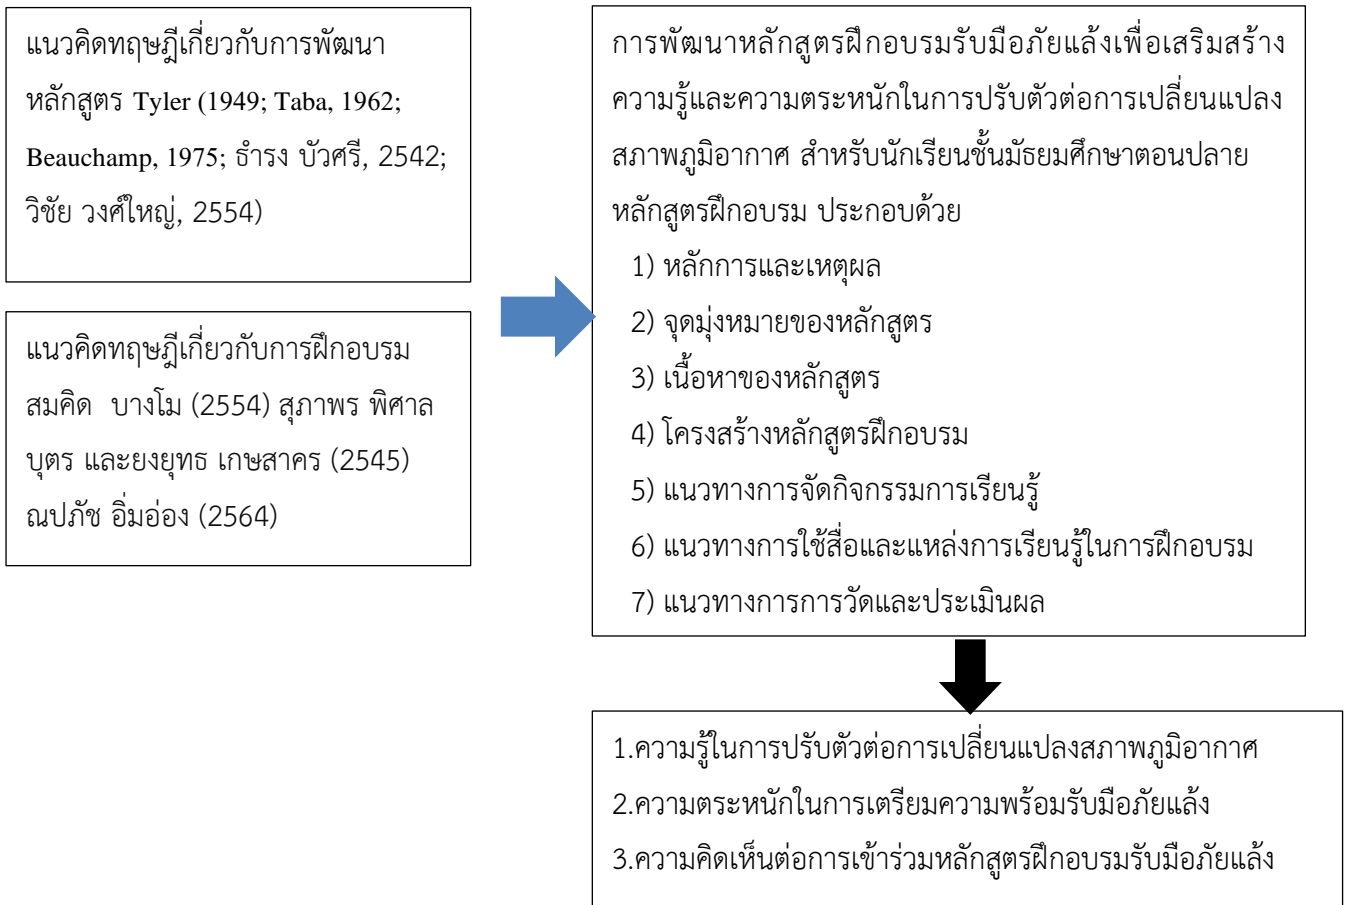 แนวคิดทฤษฎีเกี่ยวกับการพัฒนา
หลักสูตร Tyler (1949; Taba, 1962;
Beauchamp, 1975; ธำรง บัวศรี, 2542;
วิชัย วงศ์ใหญ่, 2554)
แนวคิดทฤษฎีเกี่ยวกับการฝึกอบรม
สมคิด บางโม (2554) สุภาพร พิศาล
บุตร และยงยุทธ เกษสาคร (2545)
ณปภัช อิ่มอ่อง (2564)
การพัฒนาหลักสูตรฝึกอบรมรับมือภัยแล้งเพื่อเสริมสร้าง
ความรู้และความตระหนักในการปรับตัวต่อการเปลี่ยนแปลง
สภาพภูมิอากาศ สำหรับนักเรียนชั้นมัธยมศึกษาตอนปลาย
หลักสูตรฝึกอบรม ประกอบด้วย
1) หลักการและเหตุผล
2) จุดมุ่งหมายของหลักสูตร
3) เนื้อหาของหลักสูตร
4) โครงสร้างหลักสูตรฝึกอบรม
5) แนวทางการจัดกิจกรรมการเรียนรู้
6) แนวทางการใช้สื่อและแหล่งการเรียนรู้ในการฝึกอบรม
7) แนวทางการการวัดและประเมินผล
1.ความรู้ในการปรับตัวต่อการเปลี่ยนแปลงสภาพภูมิอากาศ
2.ความตระหนักในการเตรียมความพร้อมรับมือภัยแล้ง
3.ความคิดเห็นต่อการเข้าร่วมหลักสูตรฝึกอบรมรับมือภัยแล้ง